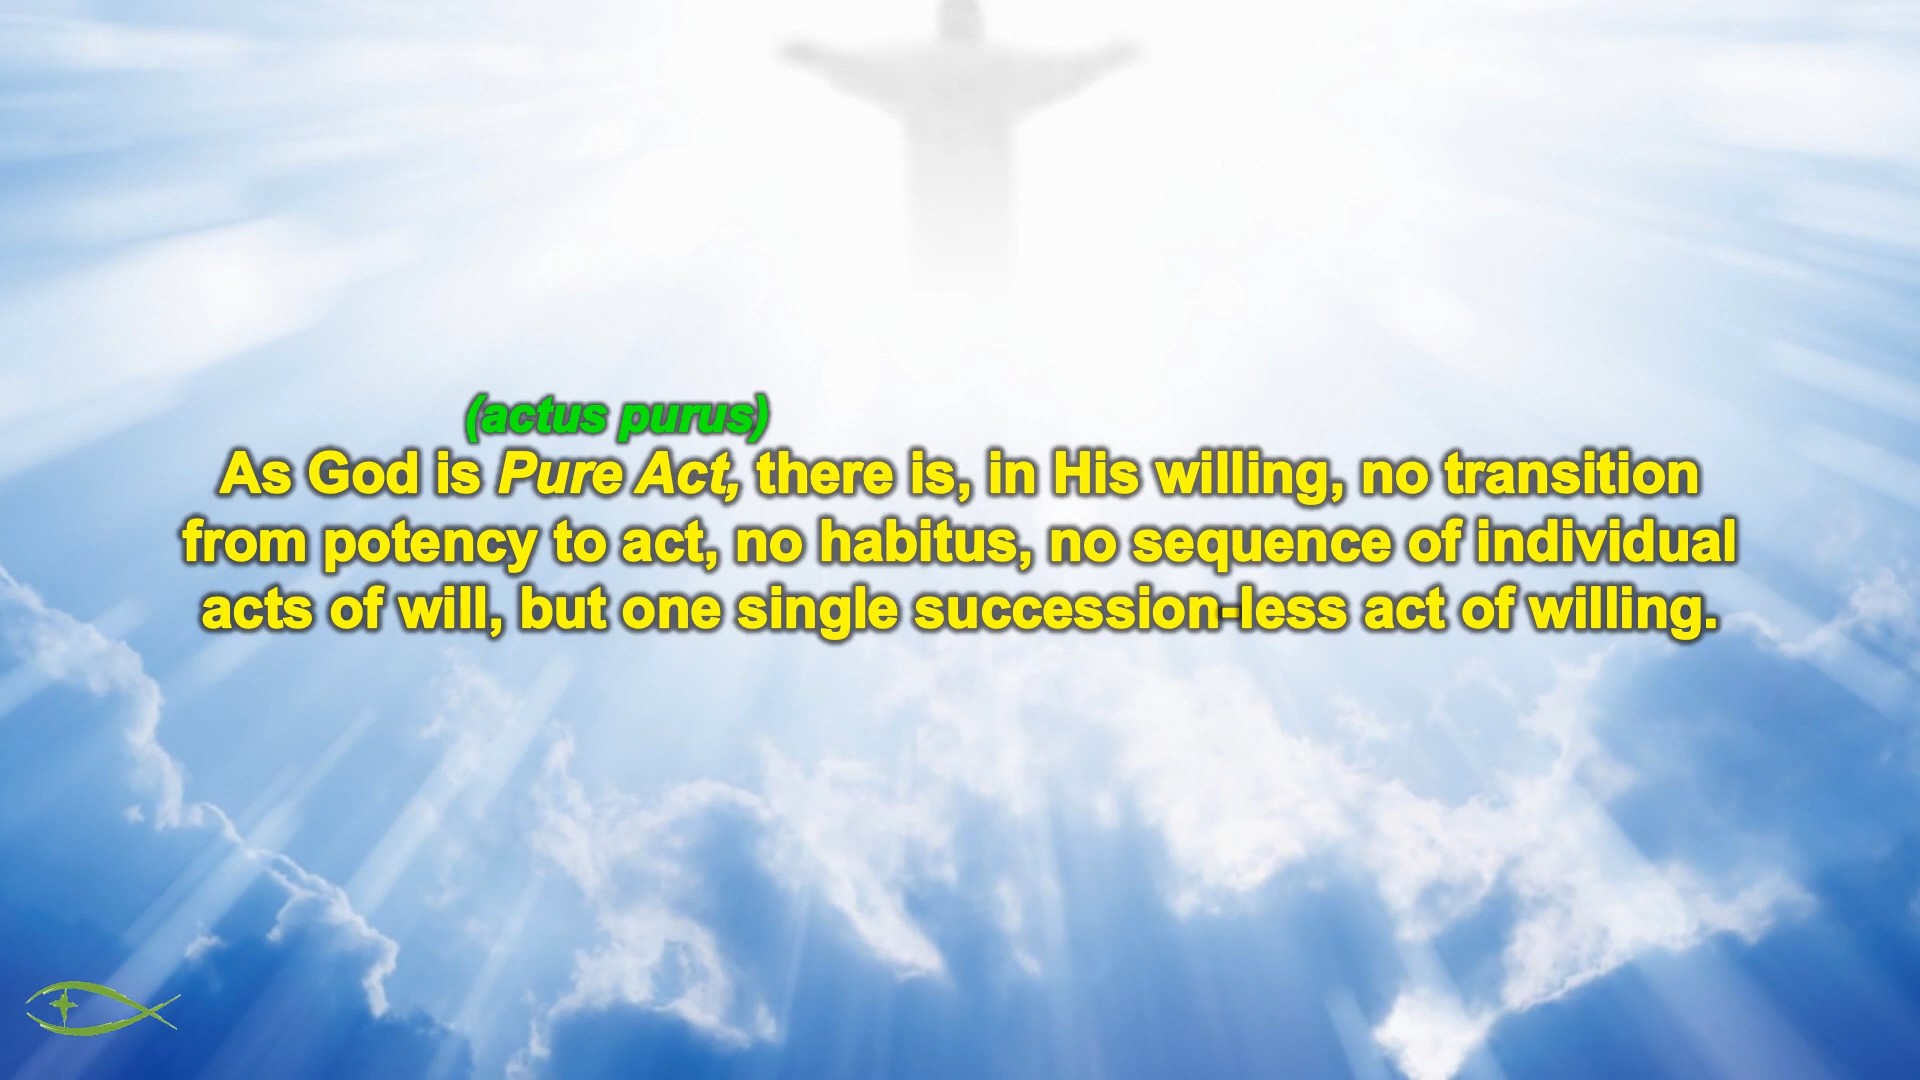 (actus purus)
As God is Pure Act, there is, in His willing, no transition
from potency to act, no habitus, no sequence of individual
acts of will, but one single succession-less act of willing.